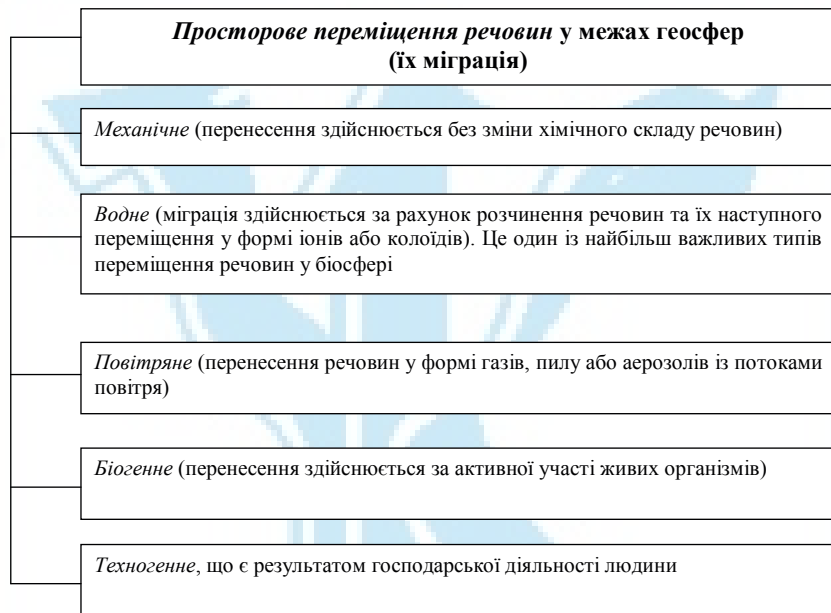 Просторове переміщення речовин у межах геосфер
(їх міграція)
Механічне (перенесення здійснюється без зміни хімічного складу речовин)
Водне (міграція здійснюється за рахунок розчинення речовин та їх наступного
переміщення у формі іонів або колоїдів). Це один із найбільш важливих типів
переміщення речовин у біосфері
Повітряне (перенесення речовин у формі газів, пилу або аерозолів із потоками
повітря)
Біогенне (перенесення здійснюється за активної участі живих організмів)
Техногенне, що є результатом господарської діяльності людини